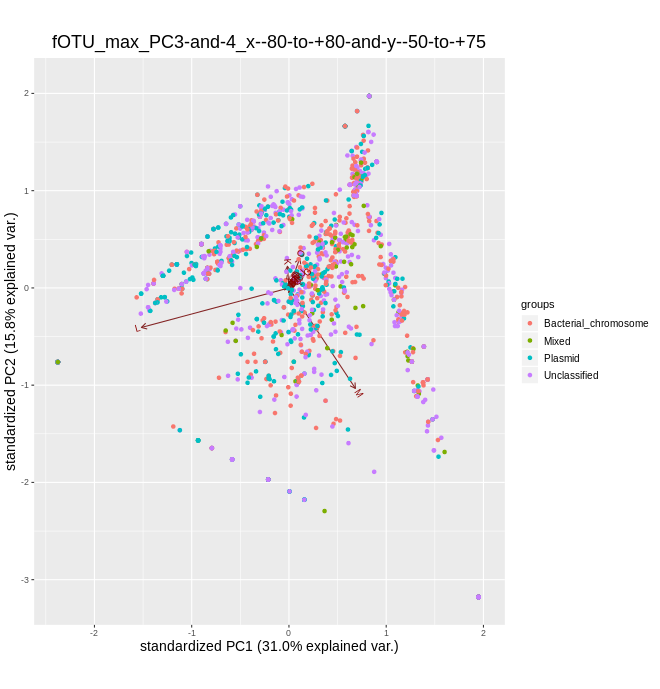 fOTU_max_PC3-and-4_x--80-to-+80-and-y--50-to-+75
standardized PC2 (15.8% explained var.)
2
1
0
-1
-2
-3
K
Q
L
M
-2
-1
0
1
2
standardized PC1 (31.0% explained var.)
groups
Bacterial_chromosome
Mixed
Plasmid
Unclassified